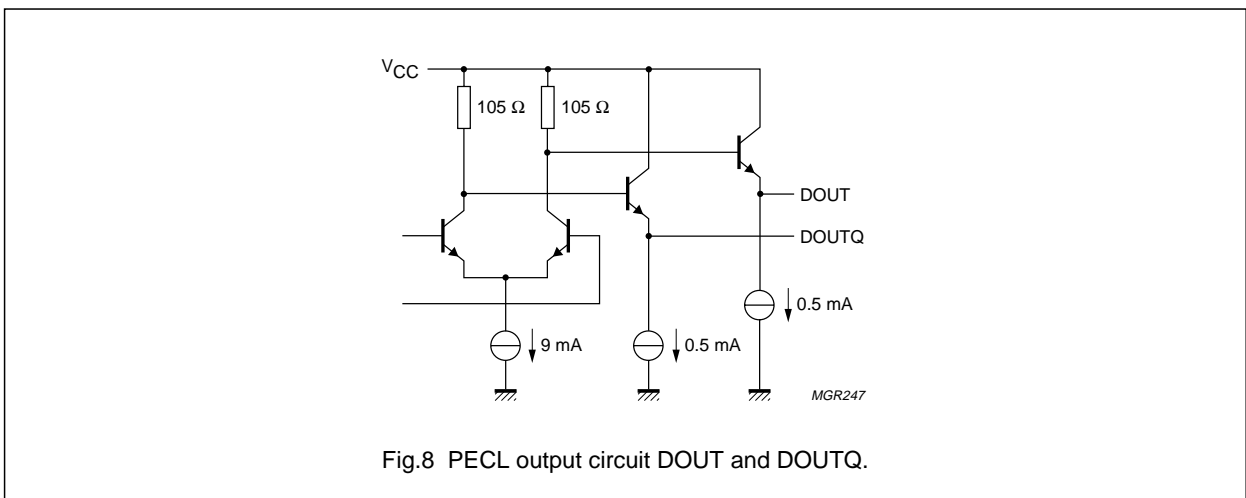 VCC
105 Ω
105 Ω
DOUT
DOUTQ
0.5 mA
9 mA
0.5 mA
MGR247
Fig.8 PECL output circuit DOUT and DOUTQ.